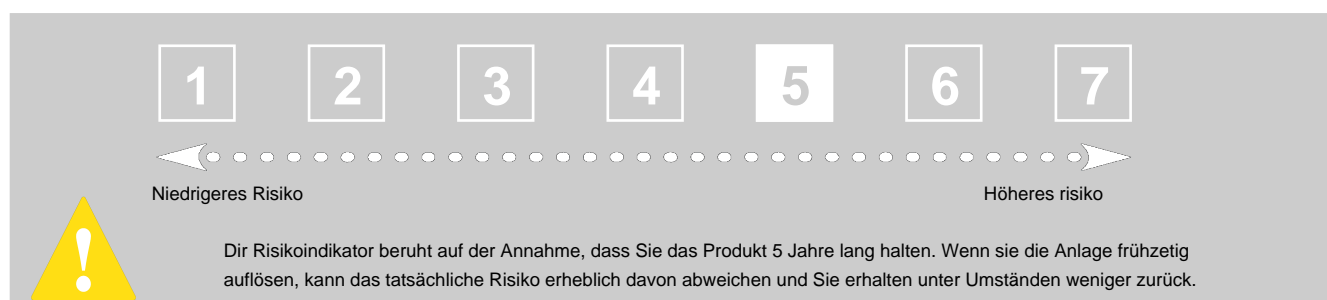 1 2 3 4 5 6 7
Niedrigeres Risiko Höheres risiko
!
Dir Risikoindikator beruht auf der Annahme, dass Sie das Produkt 5 Jahre lang halten. Wenn sie die Anlage frühzetig
auflösen, kann das tatsächliche Risiko erheblich davon abweichen und Sie erhalten unter Umständen weniger zurück.